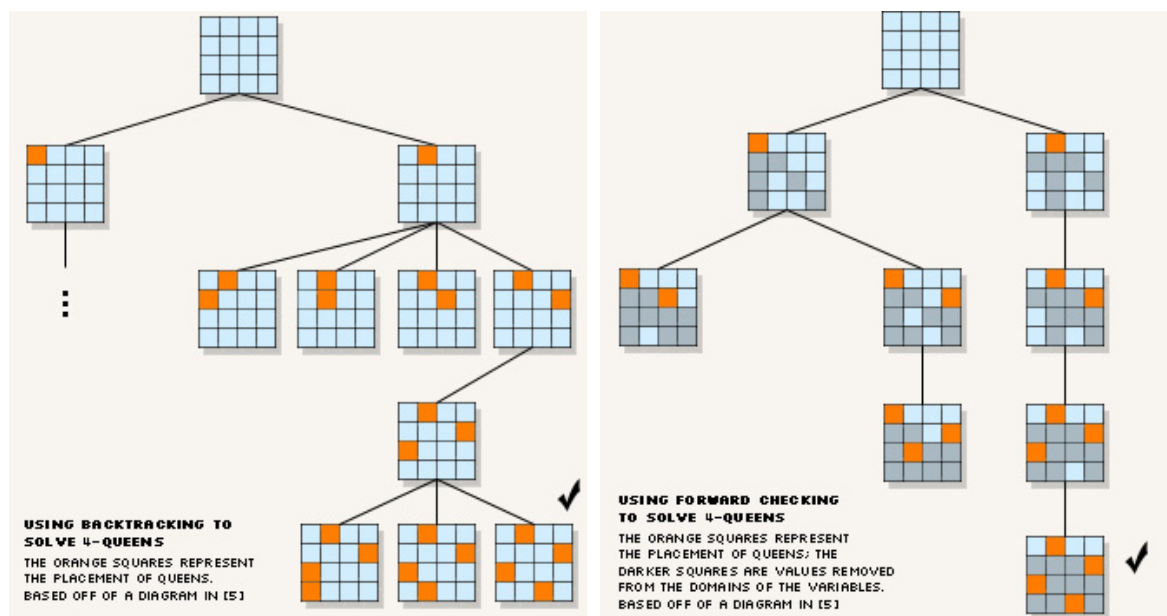 USING BACKTRACKING TO
SOLVE 4-QUEENS
THE ORANGE SQUARES REPRESENT
THE PLACEMENT OF QUEENS.
BASED OFF OF A DIAGRAM IN [5]
USING FORWARD CHECKING
TO SOLVE 4-QUEENS
THE ORANGE SQUARES REPRESENT
THE PLACEMENT OF QUEENS; THE
DARKER SQUARES ARE VALUES REMOVED
FROM THE DOMAINS OF THE VARIABLES.
BASED OFF OF A DIAGRAM IN [5]